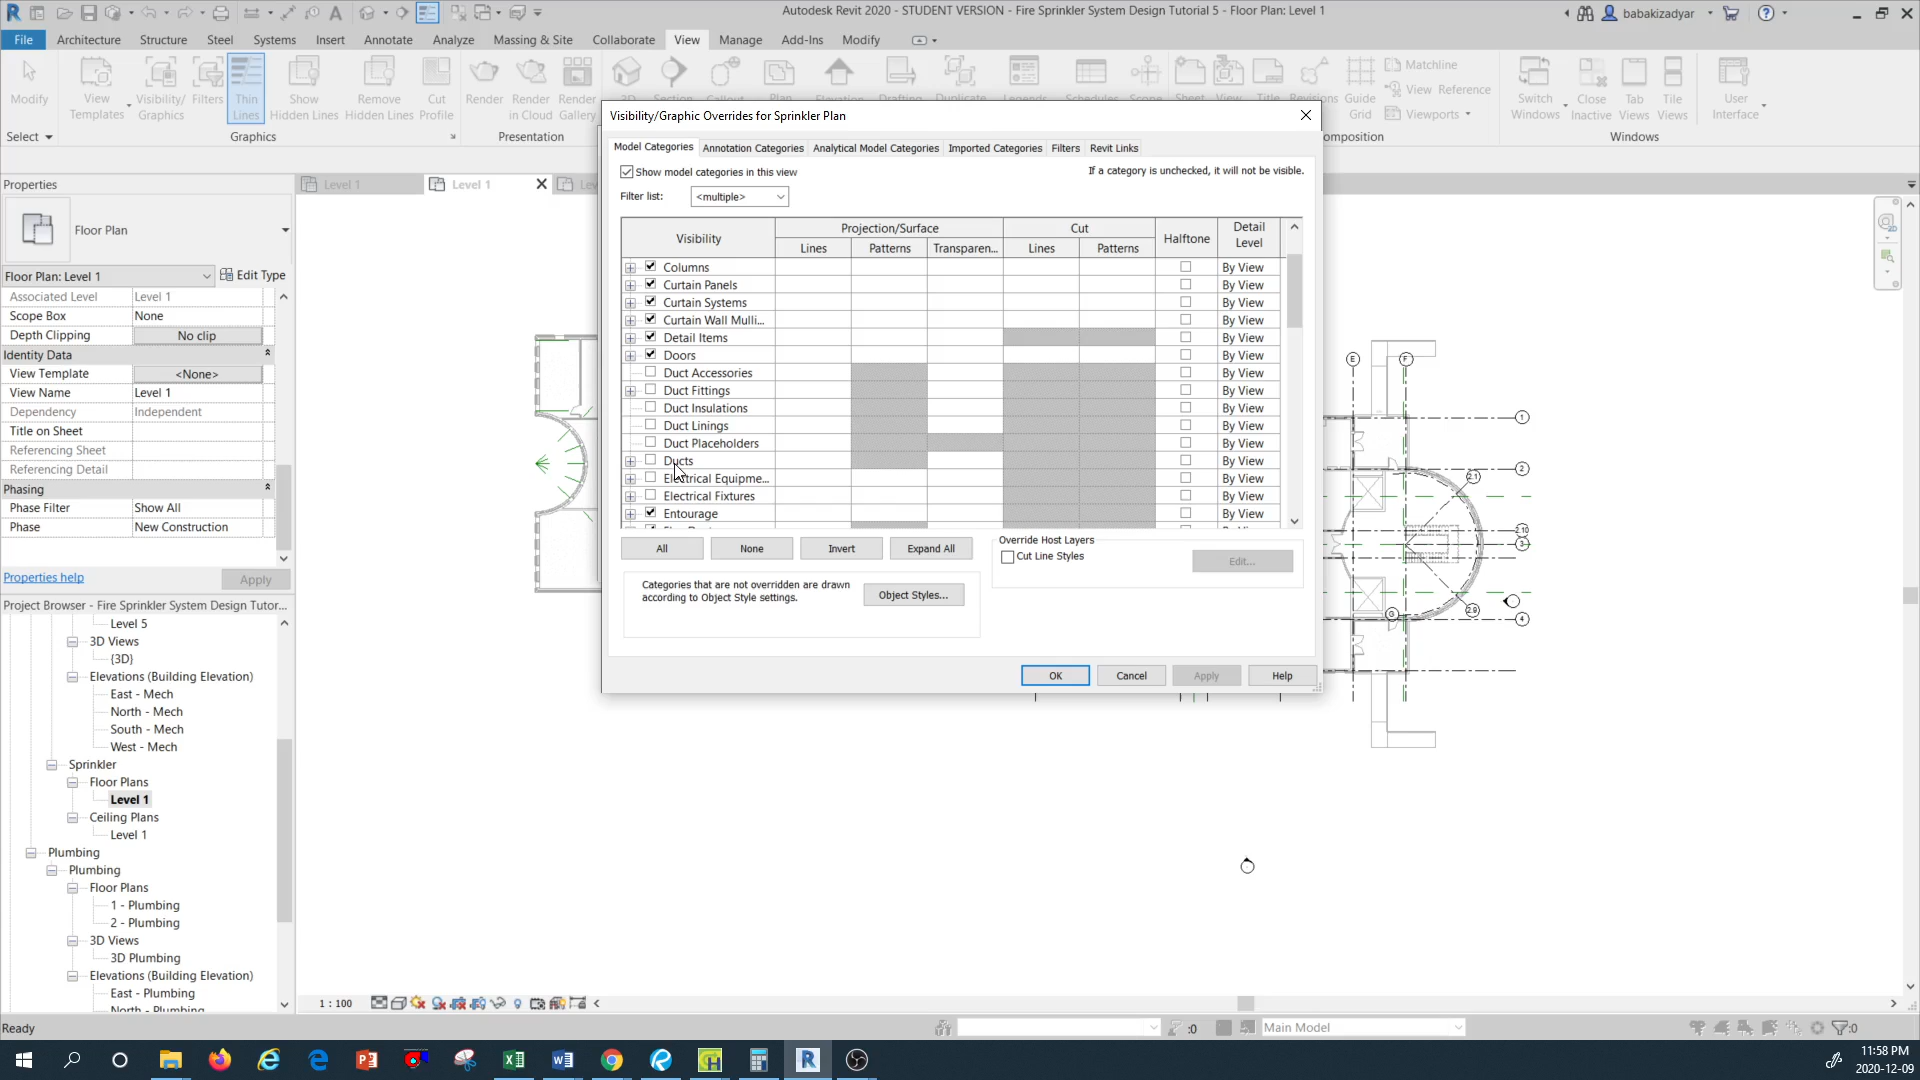 Autodesk Revit 2020 - STUDENT VERSION - Fire Sprinkler System Design Tutorial 5 - Floor Plan: Level 1
babakizadyar
File Architecture Structure Steel Systems Insert Annotate Analyze Massing & Site Collaborate View Manage Add-Ins Modify
Modify
View Templates
Visibility/ Graphics
Filters
Thin Lines
Show Hidden Lines
Remove Hidden Lines
Cut Profile
Render
Render in Cloud
Render Gallery
Guide Grid
Matchline
View Reference
Viewports
Switch Windows
Close Inactive
Tab Views
Tile Views
User Interface
Select Graphics Presentation Windows
Properties
Level 1
Level 1
Floor Plan
Floor Plan: Level 1 Edit Type
Associated Level Level 1
Scope Box None
Depth Clipping No clip
Identity Data
View Template <None>
View Name Level 1
Dependency Independent
Title on Sheet
Referencing Sheet
Referencing Detail
Phasing
Phase Filter Show All
Phase New Construction
Properties help Apply
Project Browser - Fire Sprinkler System Design Tutor...
Level 5
3D Views
{3D}
Elevations (Building Elevation)
East - Mech
North - Mech
South - Mech
West - Mech
Sprinkler
Floor Plans
Level 1
Ceiling Plans
Level 1
Plumbing
Plumbing
Floor Plans
1 - Plumbing
2 - Plumbing
3D Views
3D Plumbing
Elevations (Building Elevation)
East - Plumbing
North - Plumbing
Visibility/Graphic Overrides for Sprinkler Plan
Model Categories Annotation Categories Analytical Model Categories Imported Categories Filters Revit Links
Show model categories in this view
If a category is unchecked, it will not be visible.
Filter list: <multiple>
Visibility Projection/Surface Cut Halftone Detail Level
Lines Patterns Transparen... Lines Patterns
Columns By View
Curtain Panels By View
Curtain Systems By View
Curtain Wall Mulli... By View
Detail Items By View
Doors By View
Duct Accessories By View
Duct Fittings By View
Duct Insulations By View
Duct Linings By View
Duct Placeholders By View
Ducts By View
Electrical Equipme... By View
Electrical Fixtures By View
Entourage By View
All None Invert Expand All
Override Host Layers
Cut Line Styles Edit...
Categories that are not overridden are drawn
according to Object Style settings.
Object Styles...
OK Cancel Apply Help
E F
1
2
2.1
2.10
3
2.9
G
4
1 : 100
Ready
:0
Main Model
:0
11:58 PM
2020-12-09